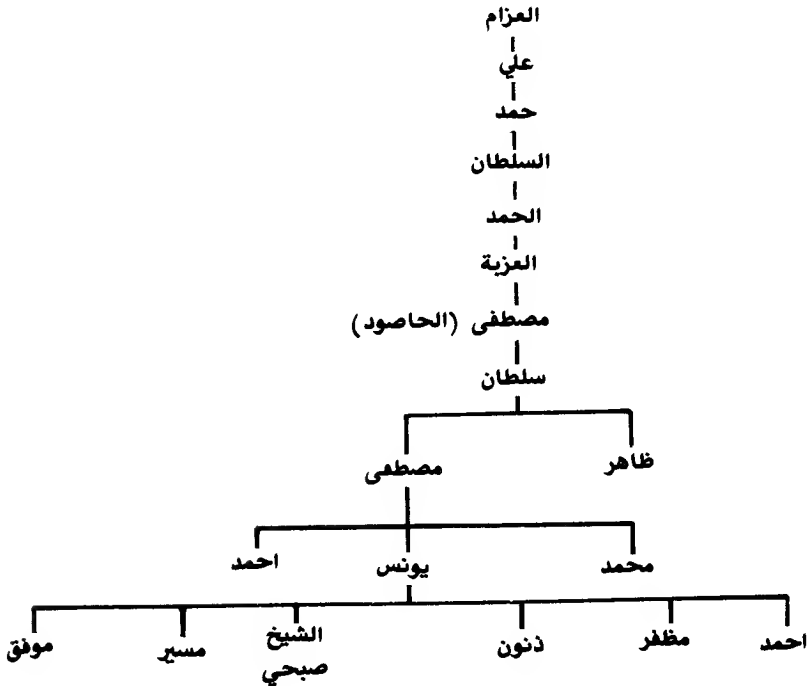 العزام
علي
حمد
السلطان
الحمد
العزبة
مصطفى (الحاصود)
سلطان
ظاهر مصطفى
محمد يونس احمد
احمد مظفر ذنون الشيخ صبحي مسير موفق